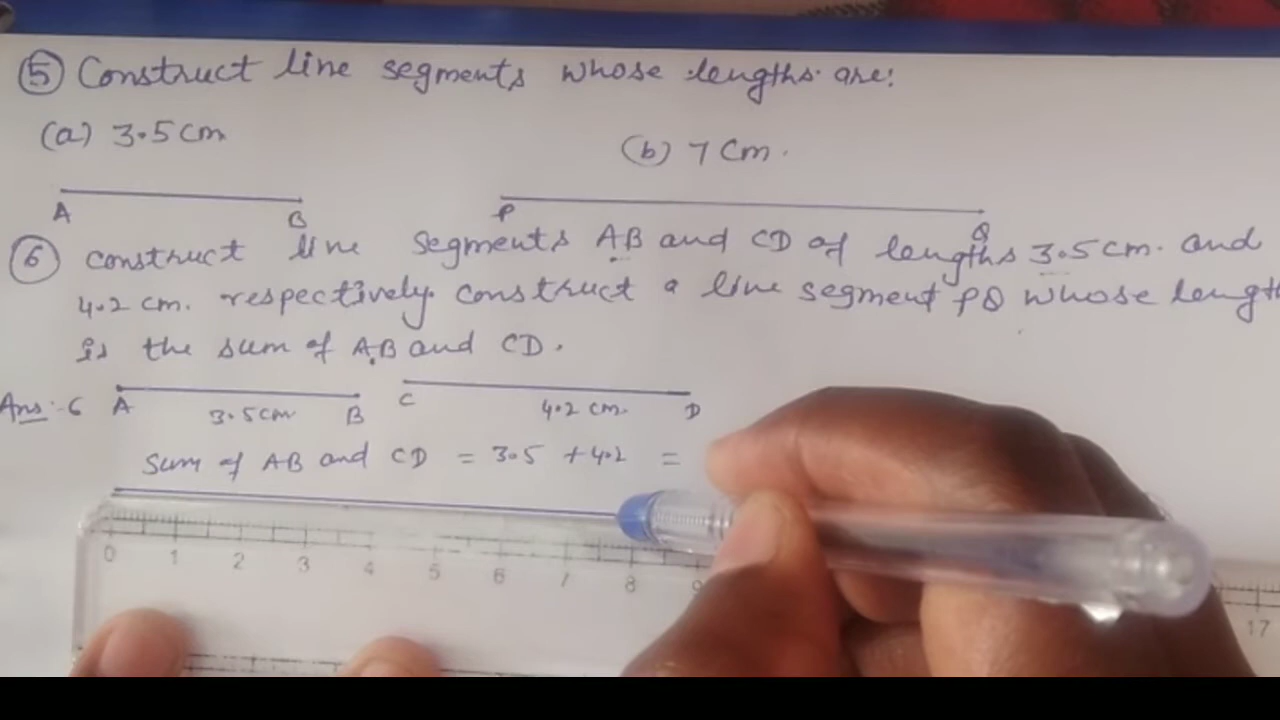 5 Construct line segments whose lengths are:
(a) 3.5 cm
(b) 7 cm.
A B
P Q
6 construct line segments AB and CD of lengths 3.5 cm. and
4.2 cm. respectively. construct a line segment PQ whose length
is the sum of AB and CD.
Ans:-6 A 3.5 cm B C 4.2 cm. D
Sum of AB and CD = 3.5 + 4.2 =
0 1 2 3 4 5 6 7 8 9 17